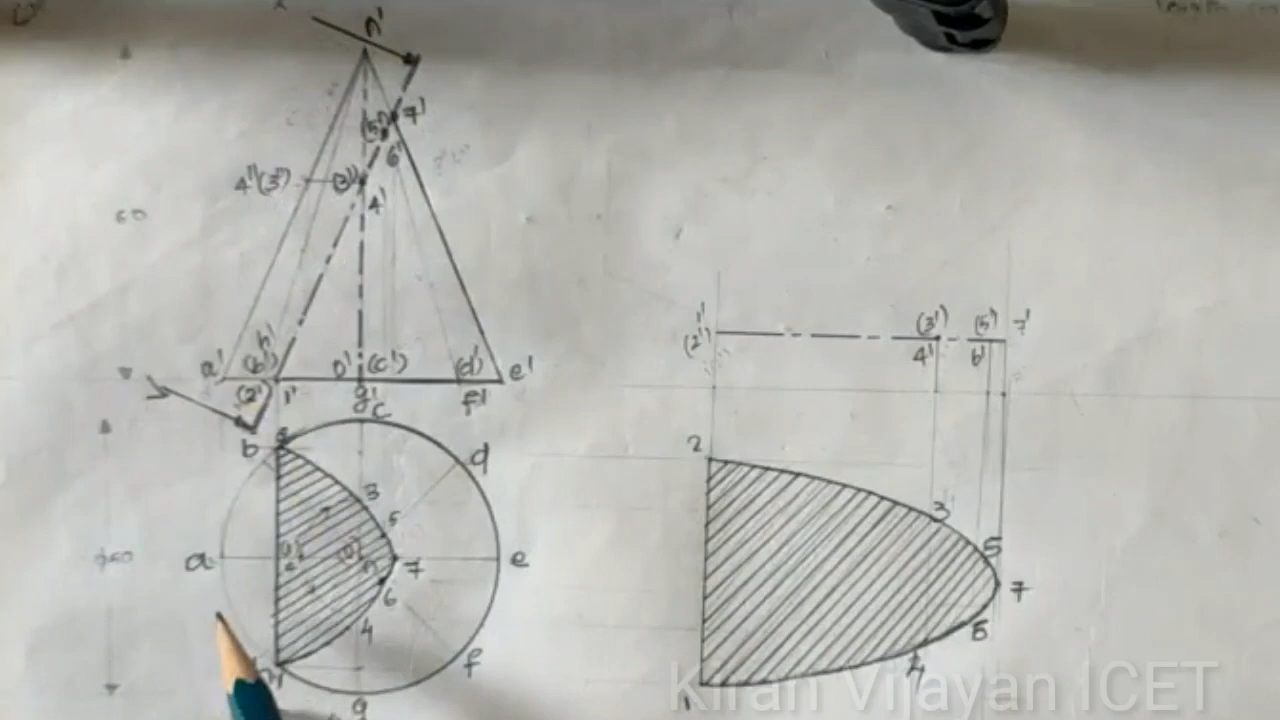 n'
(5')
7'
6'
4"(3")
(3')
4'
60
a'
h'
(b')
o'
(c')
(d')
e'
(2')
1'
g'
f'
c
b
d
3
5
a
7
e
6
4
f
g
1'
(2')
(3')
4'
(5')
6'
7'
2
3'
5
7
6
4
1
Kiran Vijayan ICET